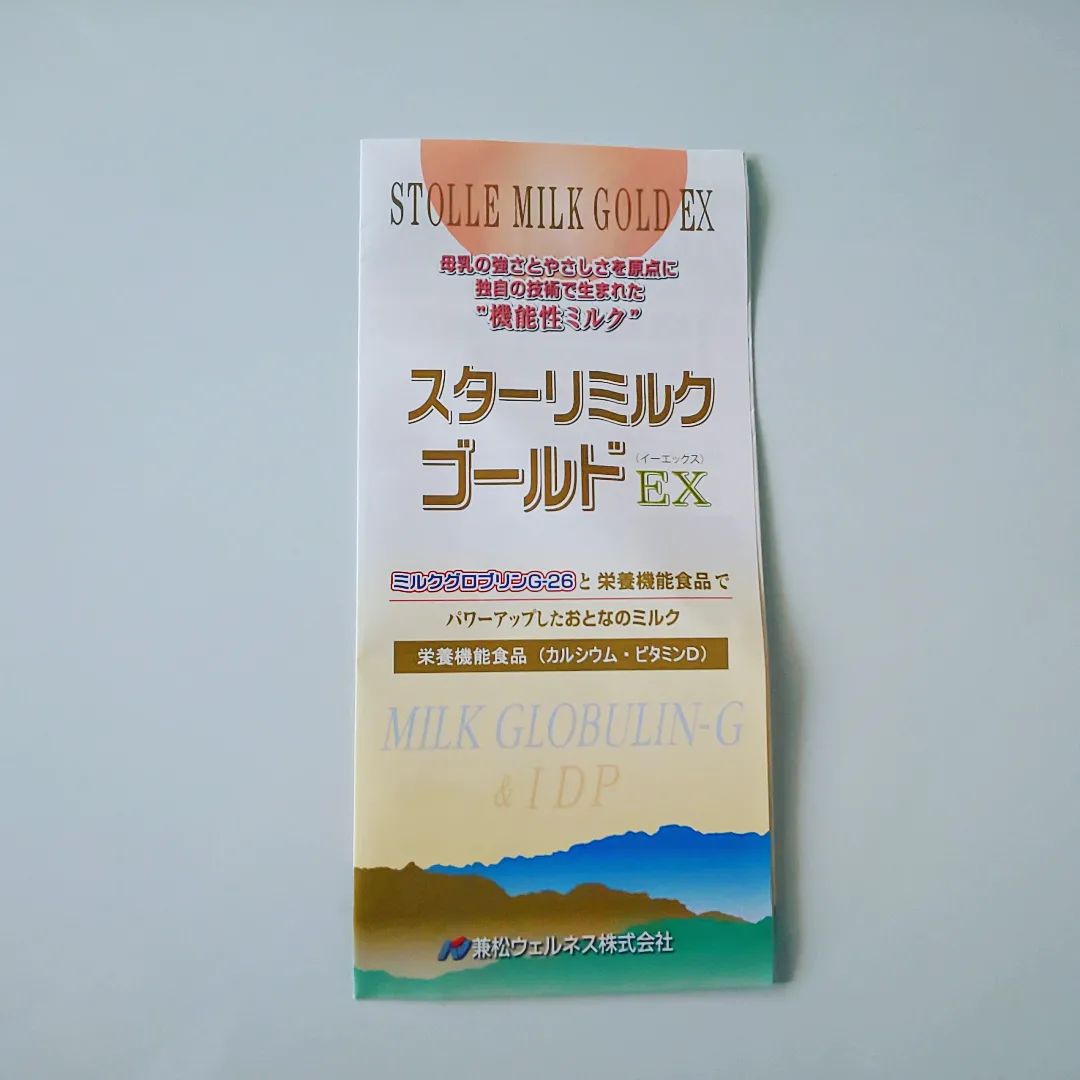 STOLLE MILK GOLD EX
母乳の強さとやさしさを原点に
独自の技術で生まれた
"機能性ミルク"
スターリミルク
ゴールド EX
(イーエックス)
ミルクグロブリンG-26と 栄養機能食品で
パワーアップしたおとなのミルク
栄養機能食品（カルシウム・ビタミンD）
MILK GLOBULIN-G
& IDP
兼松ウェルネス株式会社